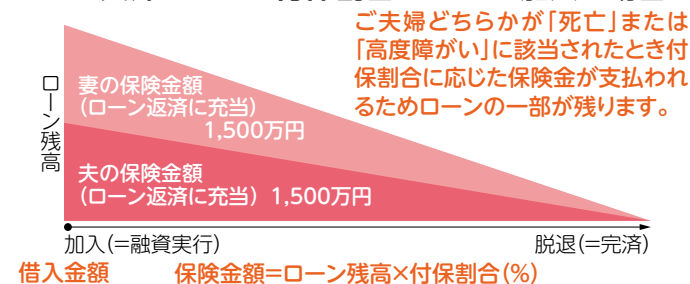 ご夫婦どちらかが「死亡」または
「高度障がい」に該当されたとき付
保割合に応じた保険金が支払われ
るためローンの一部が残ります。
ローン残高
妻の保険金額
(ローン返済に充当)
1,500万円
夫の保険金額
(ローン返済に充当) 1,500万円
加入(=融資実行)
脱退(=完済)
借入金額
保険金額=ローン残高×付保割合(%)